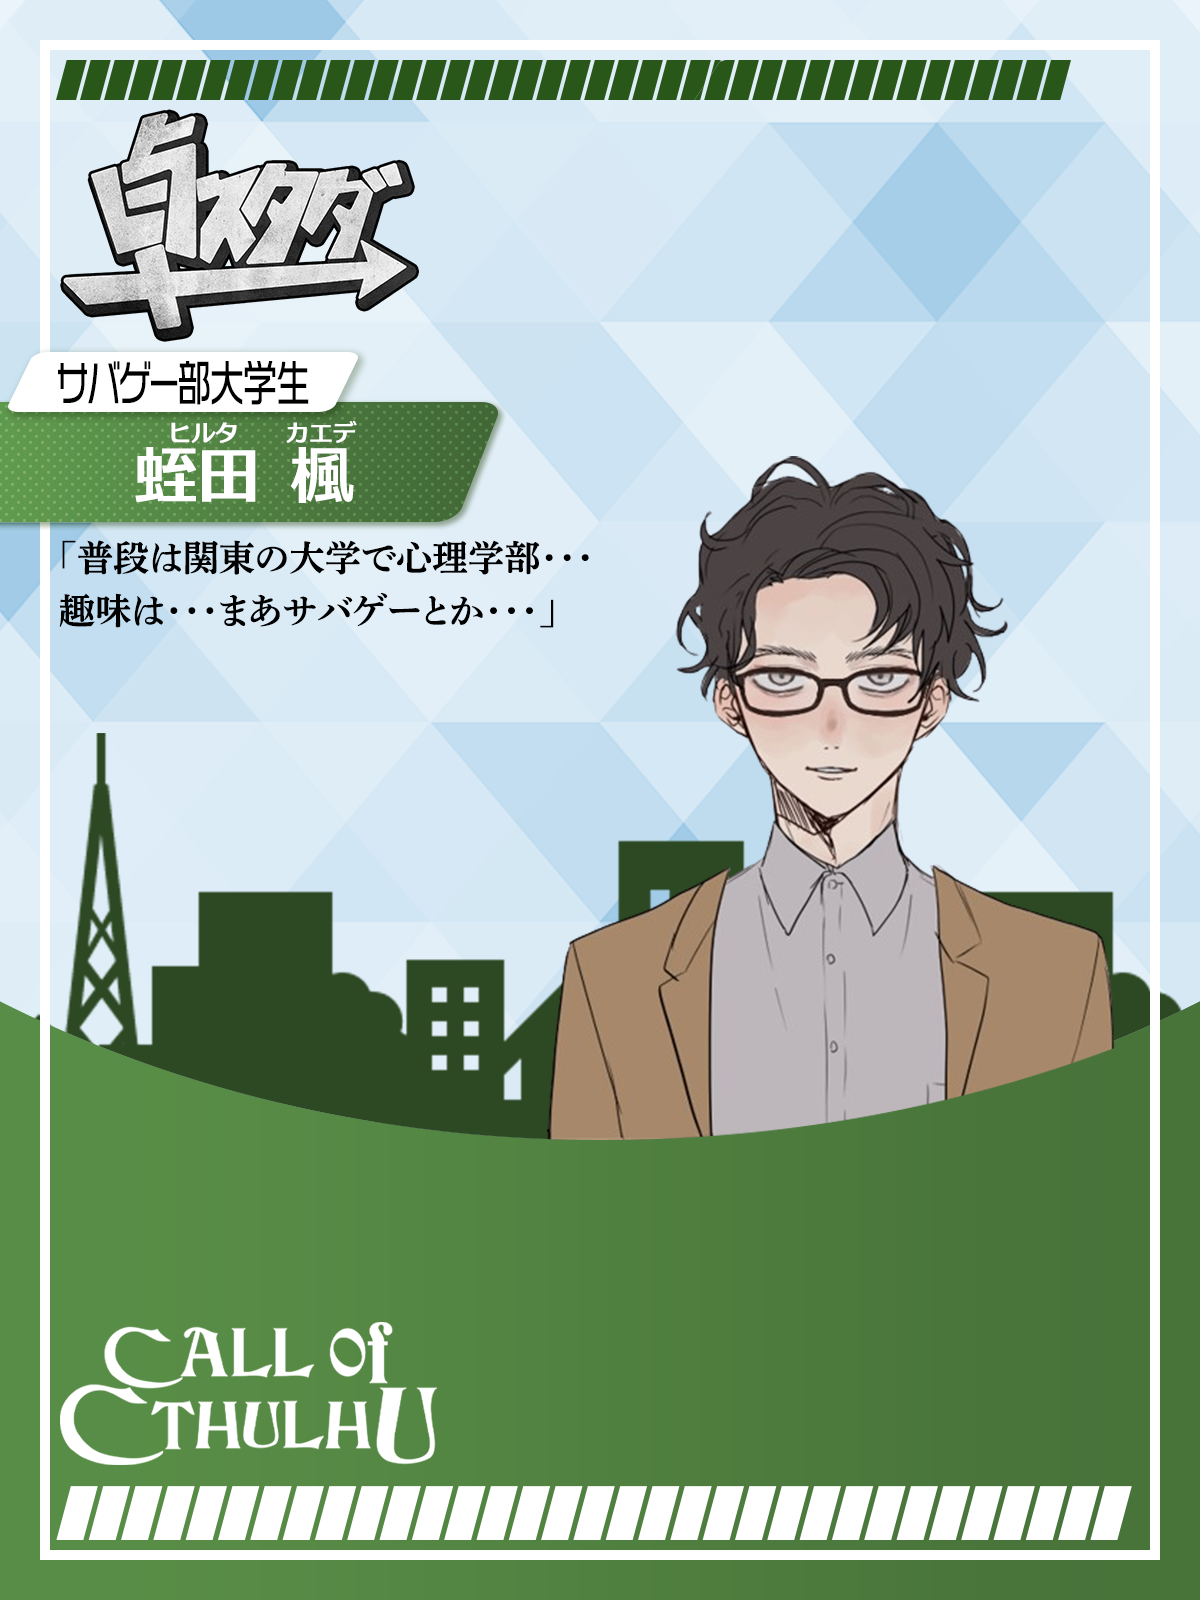 卓スタダ
サバゲー部大学生
ヒルタ カエデ
蛭田 楓
「普段は関東の大学で心理学部・・・
趣味は・・・まあサバゲーとか・・・」
CALL Of
CTHULHU